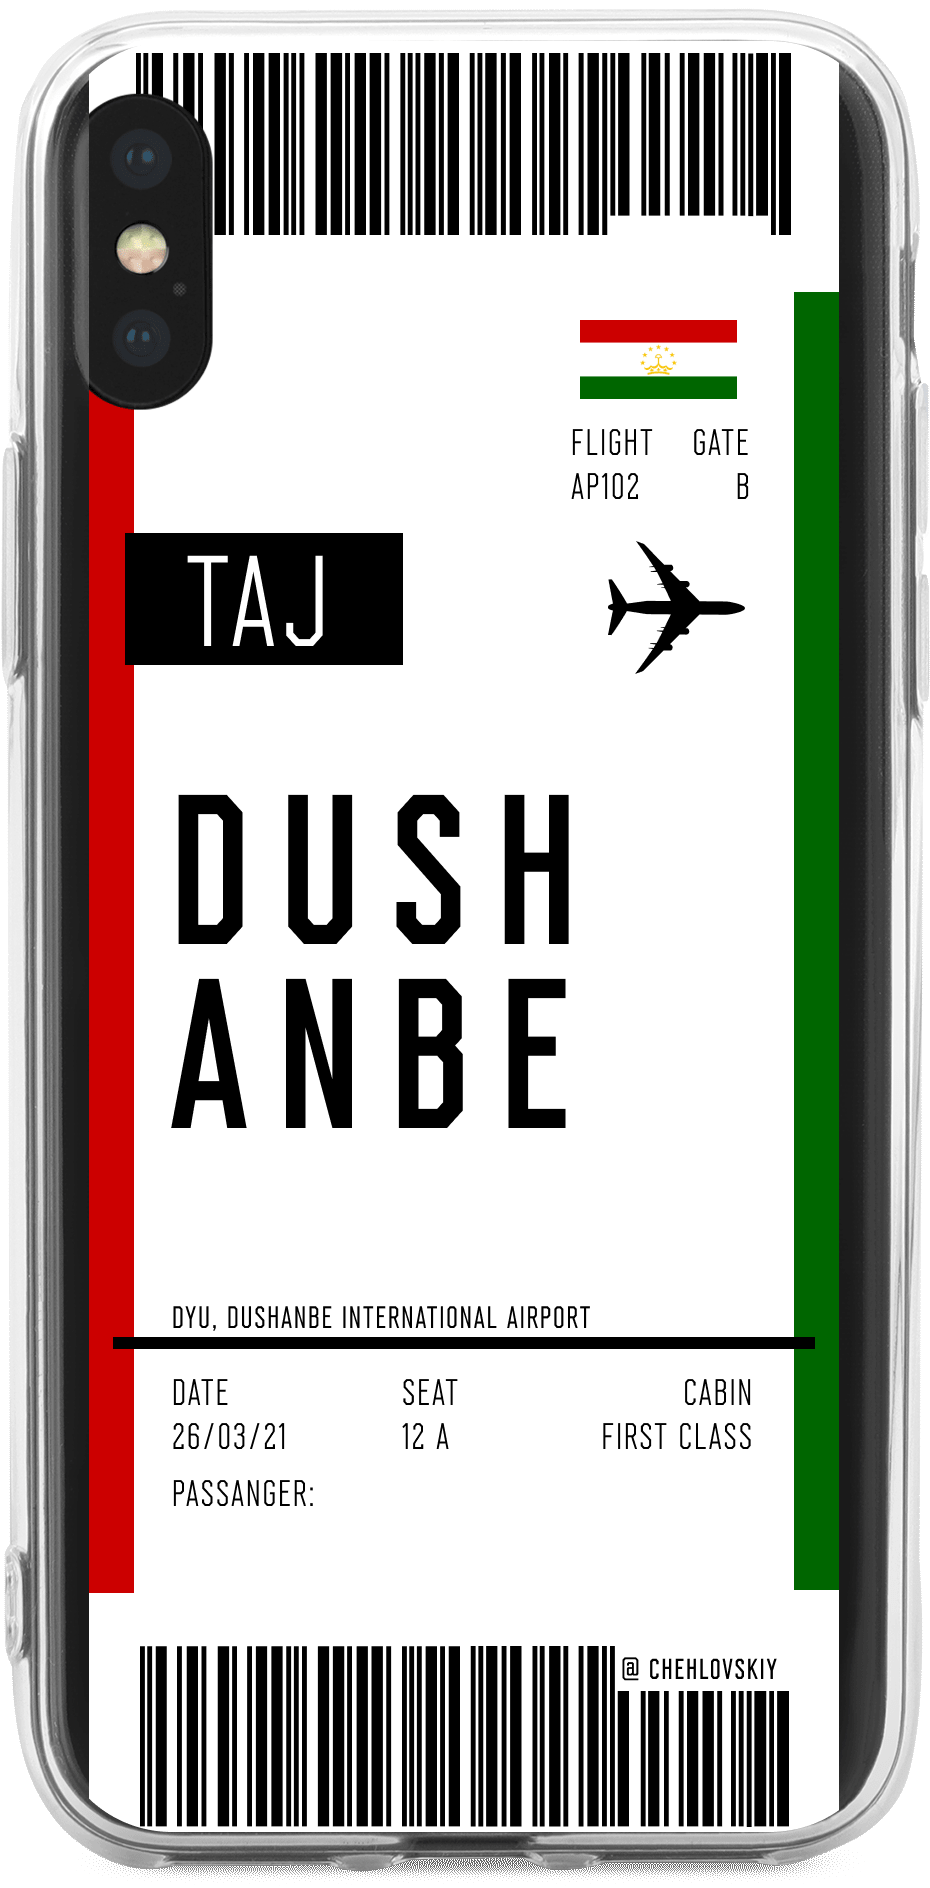 FLIGHT GATE
AP102 B
TAJ
DUSH
ANBE
DYU, DUSHANBE INTERNATIONAL AIRPORT
DATE SEAT CABIN
26/03/21 12 A FIRST CLASS
PASSANGER:
@ CHEHLOVSKIY